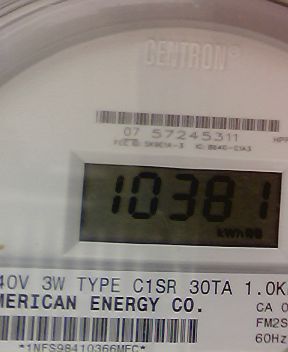 CENTRON®
07 57245311
10381
kWh
40V 3W TYPE C1SR 30TA 1.0K
MERICAN ENERGY CO.
CA 0
FM2S
60Hz
*1NFS98410366MFC*